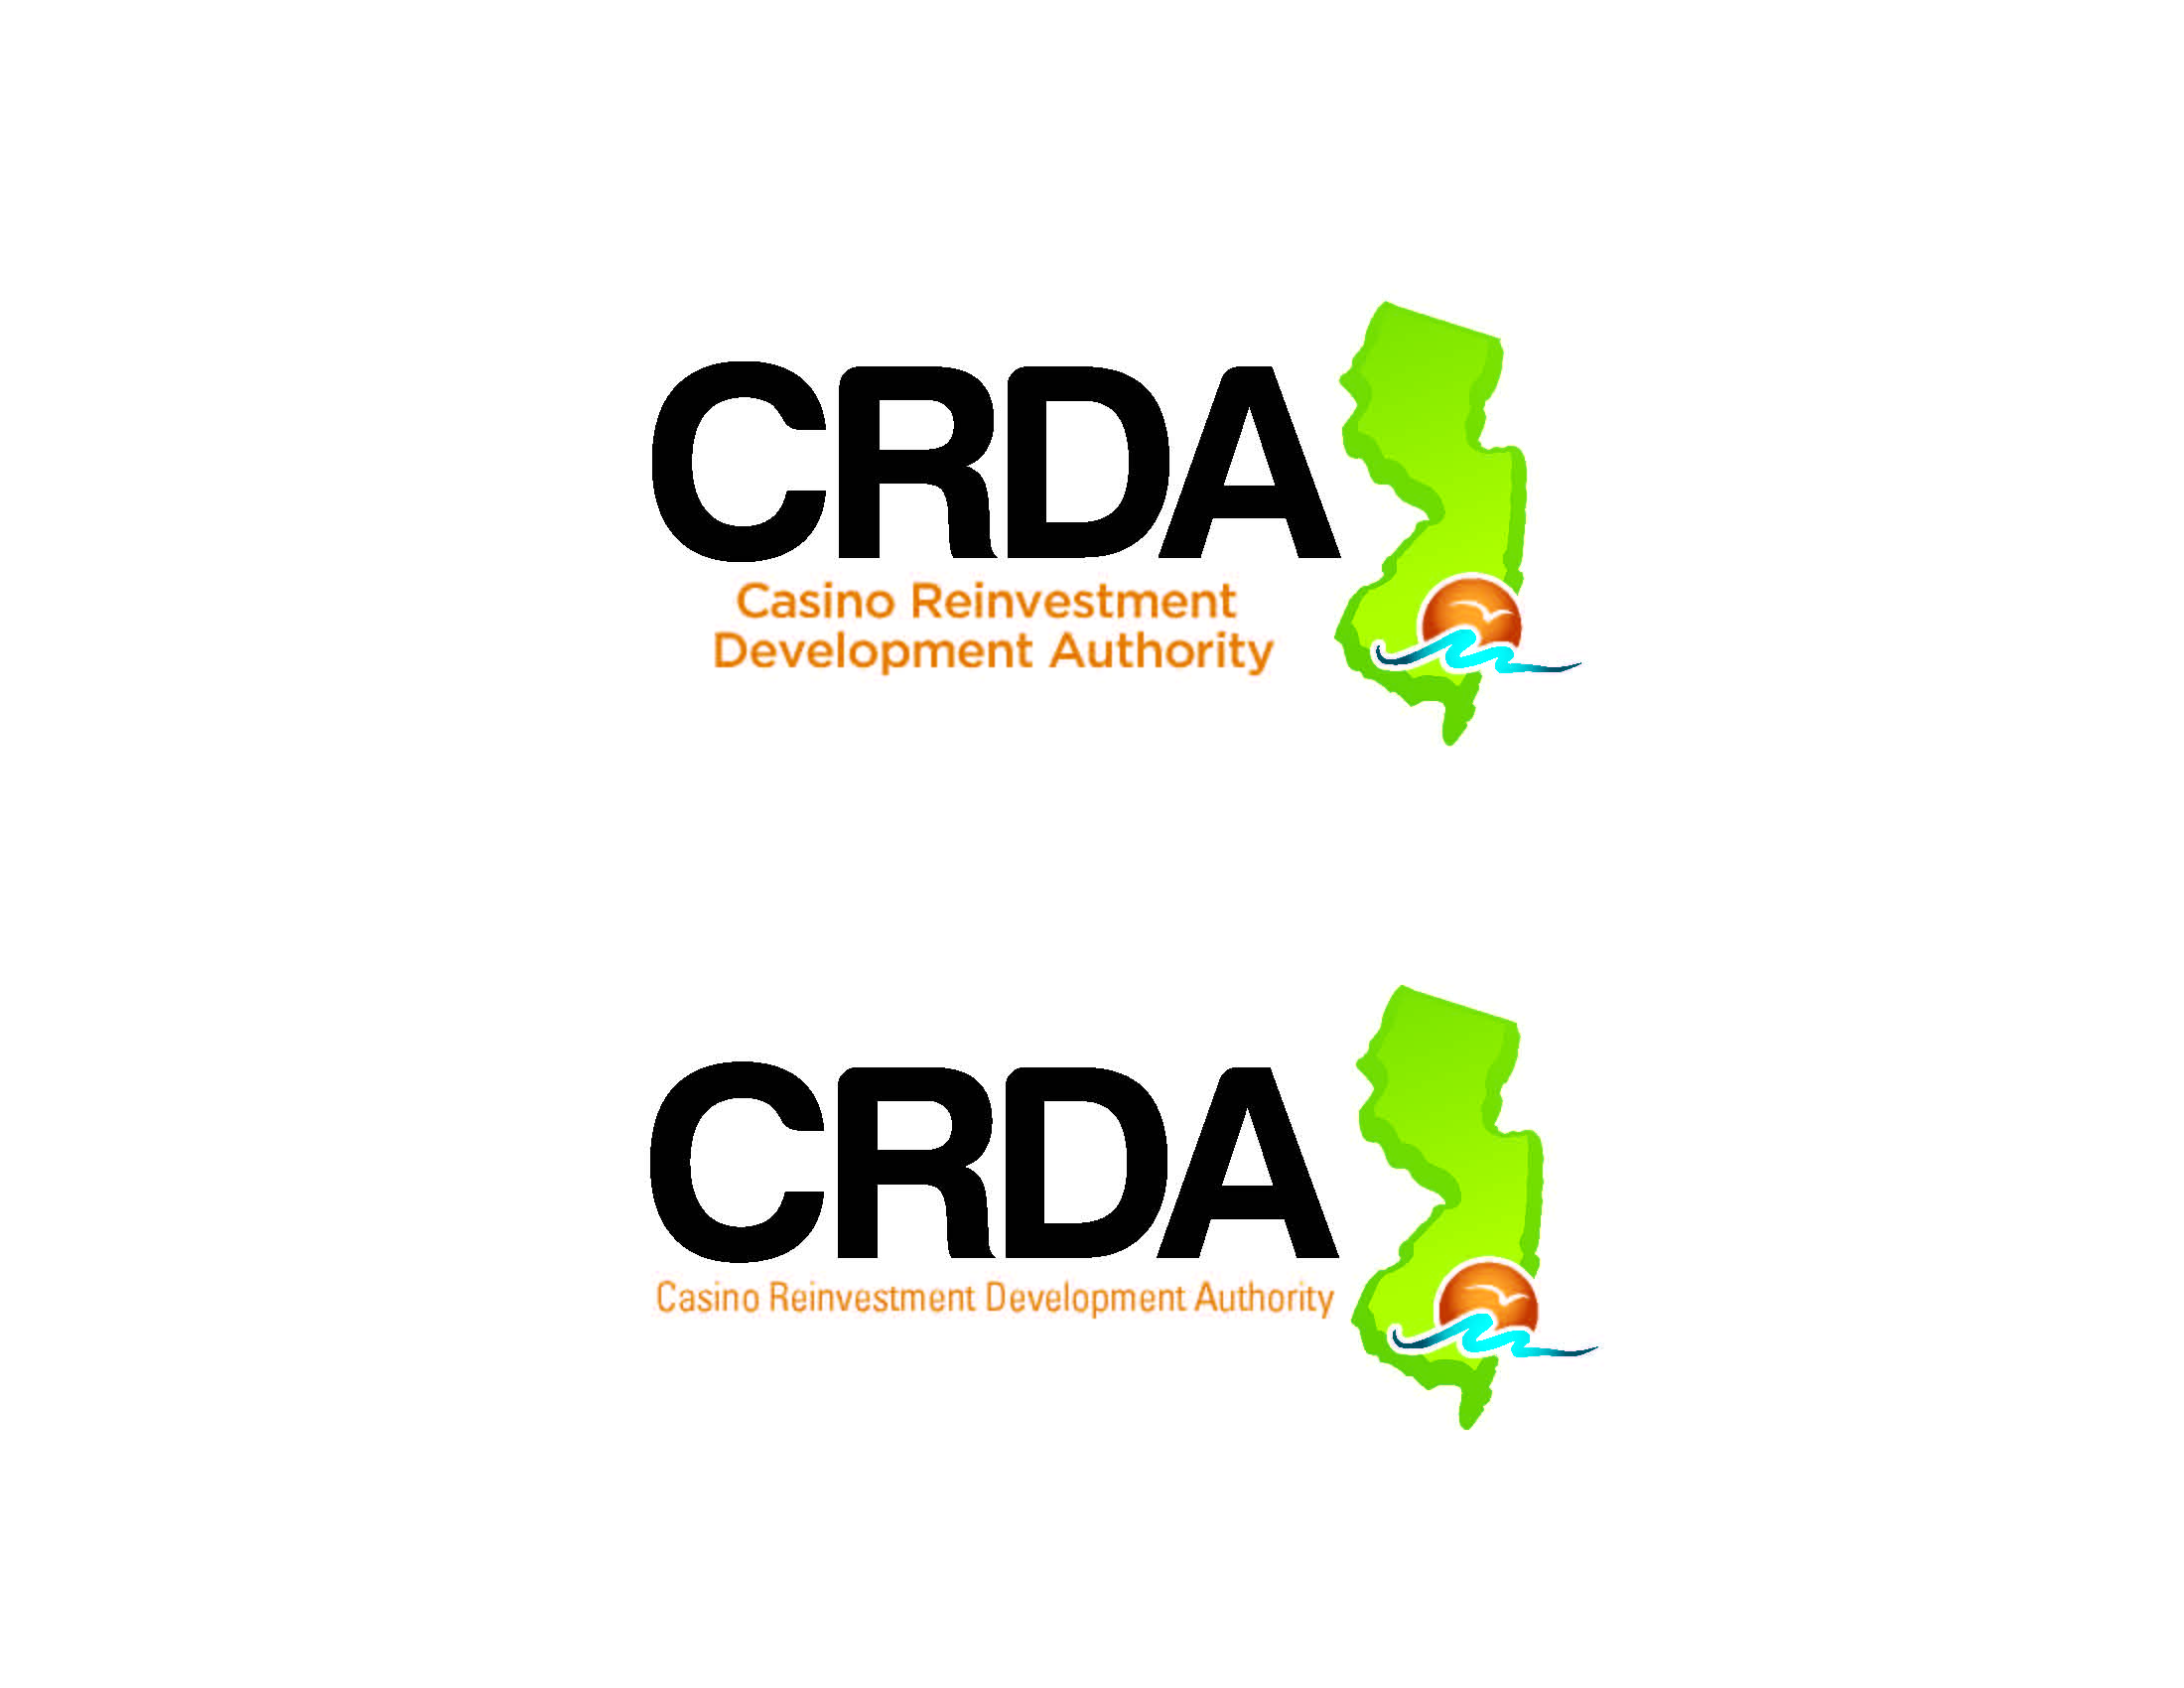 CRDA
Casino Reinvestment
Development Authority
CRDA
Casino Reinvestment Development Authority